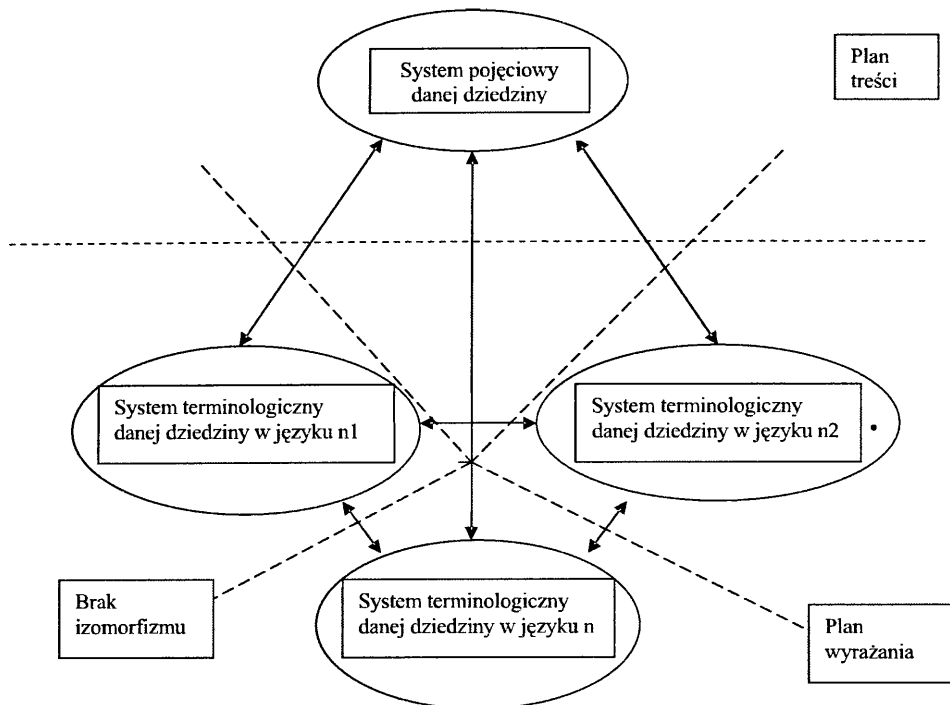 System pojęciowy
danej dziedziny
Plan
treści
System terminologiczny
danej dziedziny w języku n1
System terminologiczny
danej dziedziny w języku n2
Brak
izomorfizmu
System terminologiczny
danej dziedziny w języku n
Plan
wyrażania